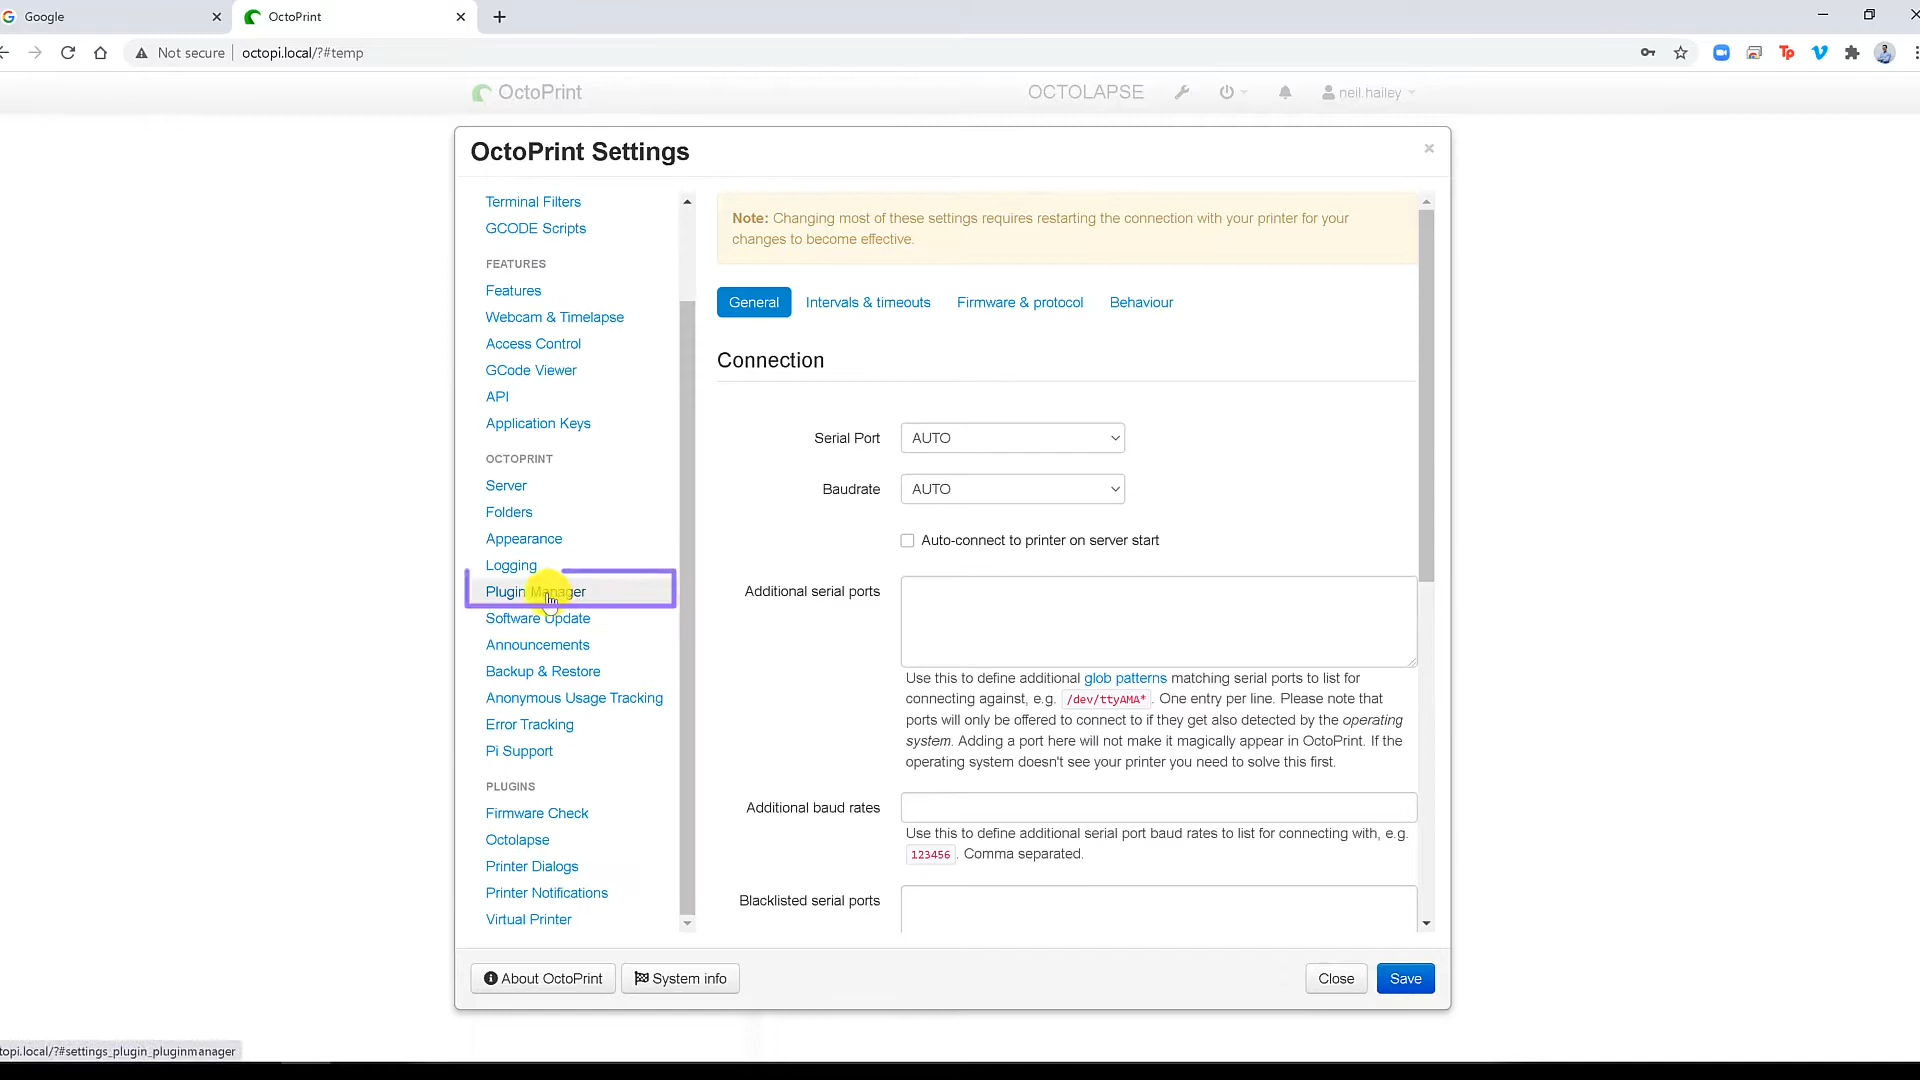 Google
OctoPrint
Not secure
octopi.local/?#temp
Tp
OctoPrint
OCTOLAPSE
neil.hailey
OctoPrint Settings
Terminal Filters
GCODE Scripts
FEATURES
Features
Webcam & Timelapse
Access Control
GCode Viewer
API
Application Keys
OCTOPRINT
Server
Folders
Appearance
Logging
Plugin Manager
Software Update
Announcements
Backup & Restore
Anonymous Usage Tracking
Error Tracking
Pi Support
PLUGINS
Firmware Check
Octolapse
Printer Dialogs
Printer Notifications
Virtual Printer
Note: Changing most of these settings requires restarting the connection with your printer for your
changes to become effective.
General Intervals & timeouts Firmware & protocol Behaviour
Connection
Serial Port AUTO
Baudrate AUTO
Auto-connect to printer on server start
Additional serial ports
Use this to define additional glob patterns matching serial ports to list for
connecting against, e.g. /dev/ttyAMA* . One entry per line. Please note that
ports will only be offered to connect to if they get also detected by the operating
system. Adding a port here will not make it magically appear in OctoPrint. If the
operating system doesn't see your printer you need to solve this first.
Additional baud rates
Use this to define additional serial port baud rates to list for connecting with, e.g.
123456 . Comma separated.
Blacklisted serial ports
About OctoPrint System info Close Save
topi.local/?#settings_plugin_pluginmanager